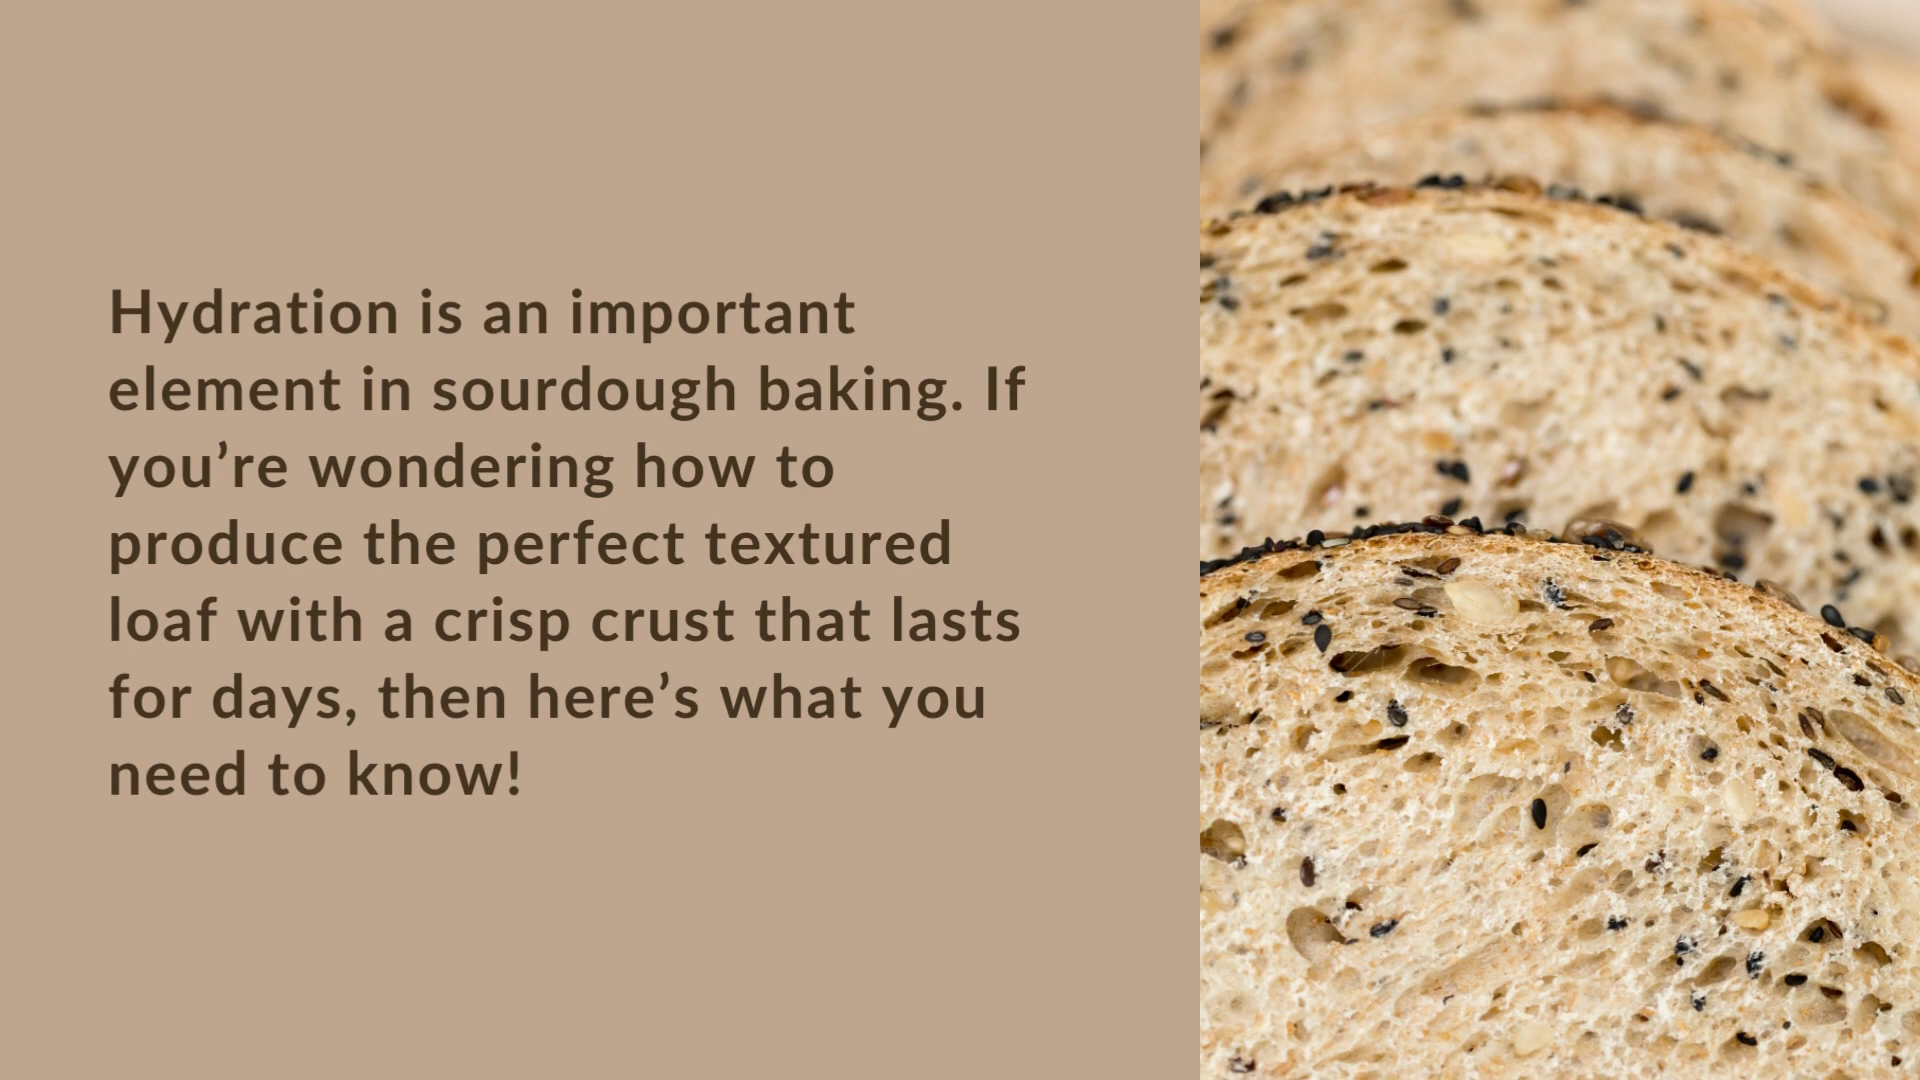 Hydration is an important
element in sourdough baking. If
you’re wondering how to
produce the perfect textured
loaf with a crisp crust that lasts
for days, then here’s what you
need to know!